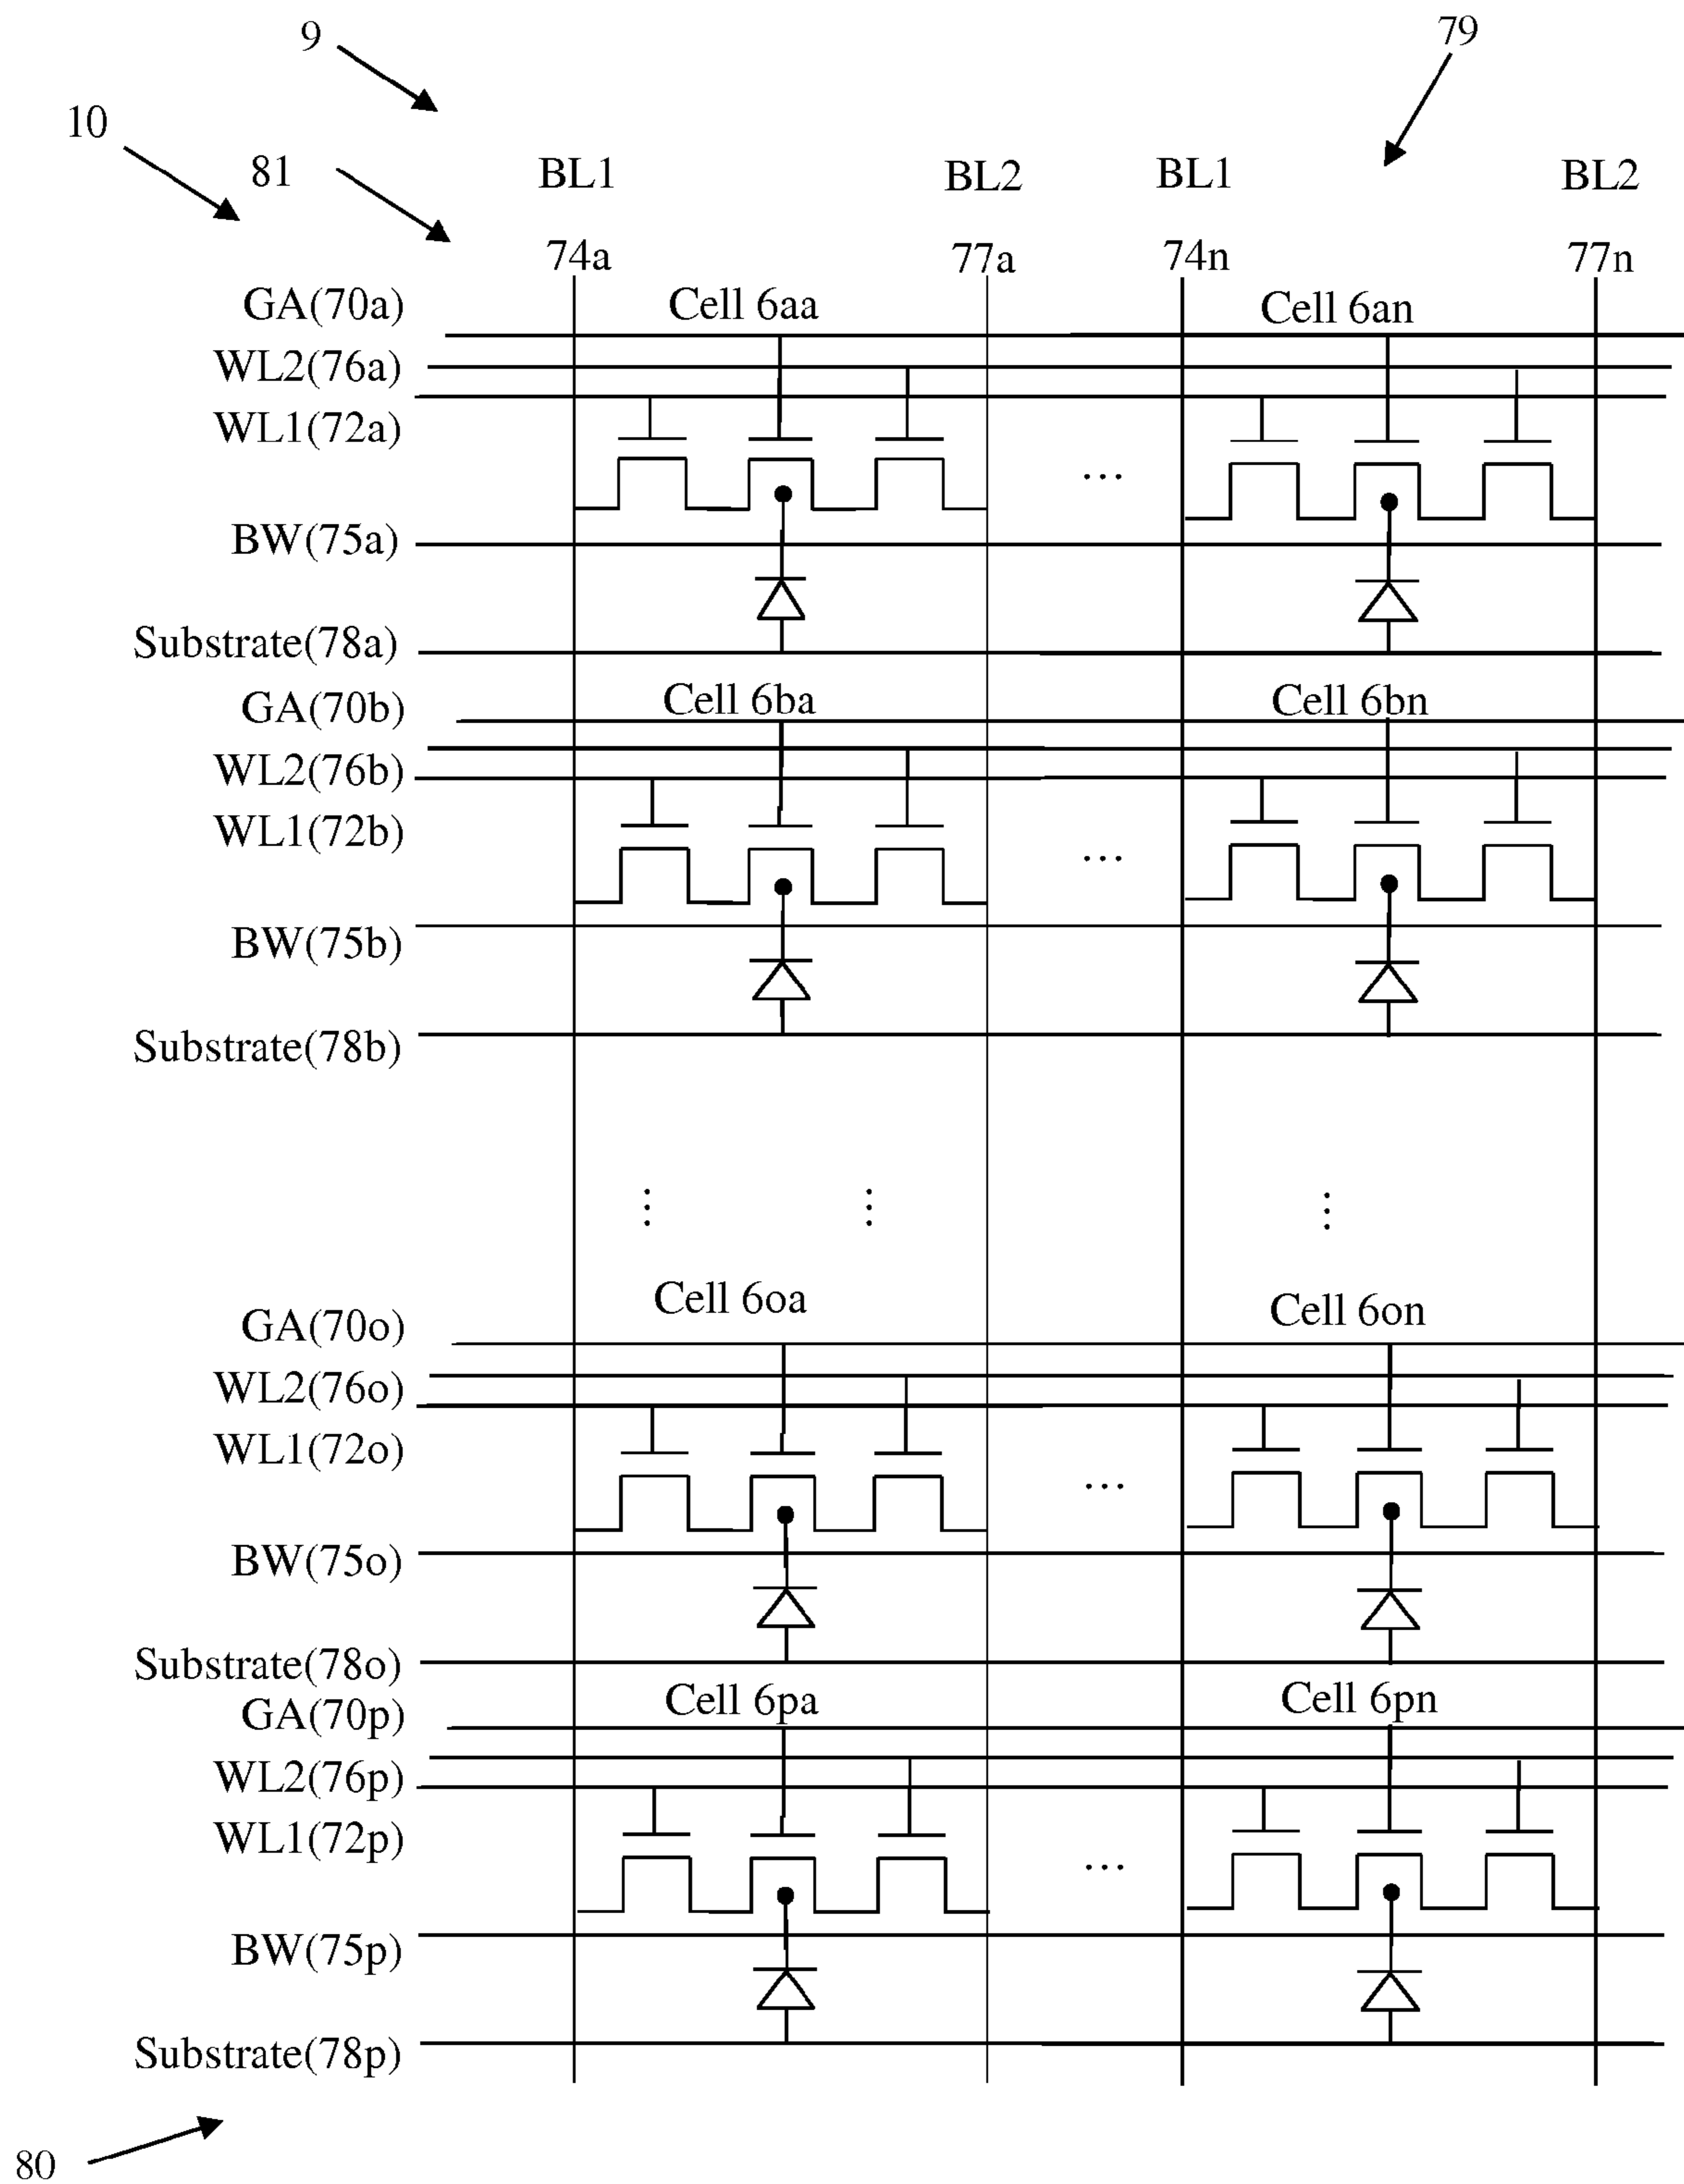 9
79
10
81
BL1 BL2 BL1 BL2
74a 77a 74n 77n
GA(70a) Cell 6aa Cell 6an
WL2(76a)
WL1(72a)
...
BW(75a)
Substrate(78a)
GA(70b) Cell 6ba Cell 6bn
WL2(76b)
WL1(72b)
...
BW(75b)
Substrate(78b)
Cell 6oa Cell 6on
GA(70o)
WL2(76o)
WL1(72o)
...
BW(75o)
Substrate(78o)
GA(70p) Cell 6pa Cell 6pn
WL2(76p)
WL1(72p)
...
BW(75p)
Substrate(78p)
80